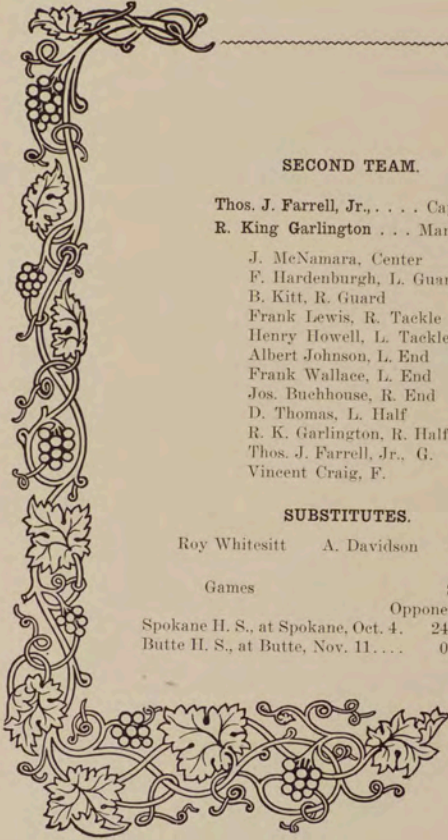 SECOND TEAM.
Thos. J. Farrell, Jr., . . . . Ca
R. King Garlington . . . Man
J. McNamara, Center
F. Hardenburgh, L. Guar
B. Kitt, R. Guard
Frank Lewis, R. Tackle
Henry Howell, L. Tackle
Albert Johnson, L. End
Frank Wallace, L. End
Jos. Buchhouse, R. End
D. Thomas, L. Half
R. K. Garlington, R. Half
Thos. J. Farrell, Jr., G.
Vincent Craig, F.
SUBSTITUTES.
Roy Whitesitt A. Davidson
Games
Oppone
Spokane H. S., at Spokane, Oct. 4. 24
Butte H. S., at Butte, Nov. 11.... 0